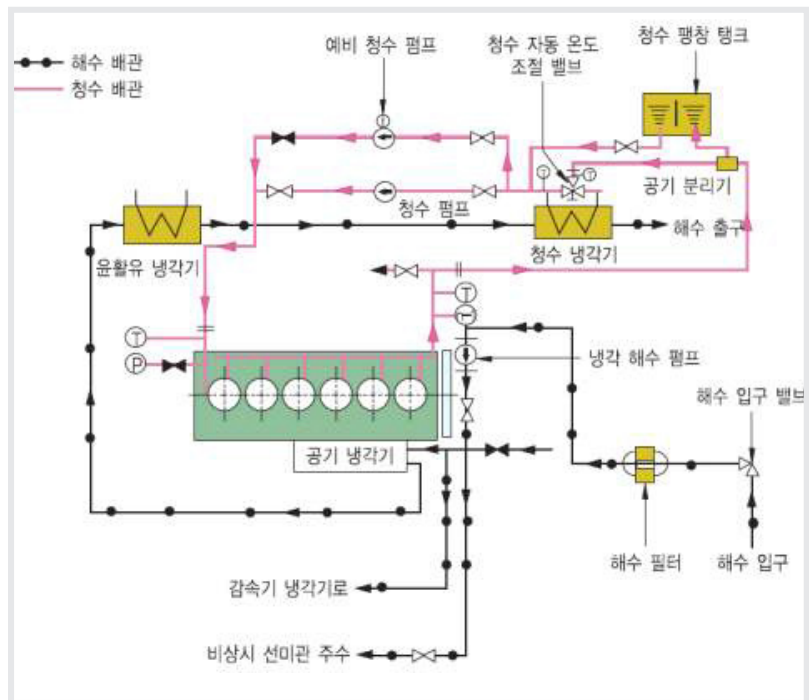 해수 배관
청수 배관
예비 청수 펌프
청수 자동 온도
조절 밸브
청수 팽창 탱크
T
T
공기 분리기
청수 펌프
윤활유 냉각기
청수 냉각기
해수 출구
T
T
P
냉각 해수 펌프
해수 입구 밸브
공기 냉각기
해수 필터
해수 입구
감속기 냉각기로
비상시 선미관 주수